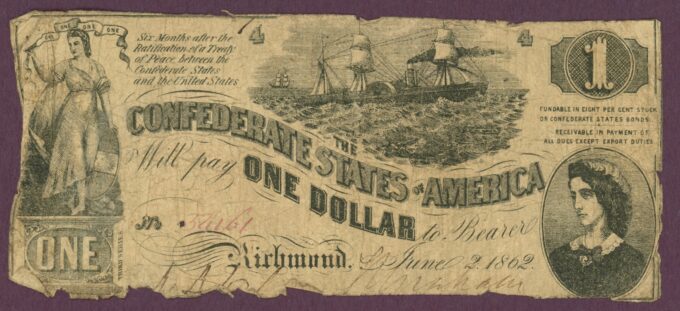 ONE ONE ONE
Six Months after the
Ratification of a Treaty
of Peace between the
Confederate States
and the United States
4
4
1
FUNDABLE IN EIGHT PER CENT STOCK
OR CONFEDERATE STATES BONDS.
RECEIVABLE IN PAYMENT OF
ALL DUES EXCEPT EXPORT DUTIES
THE
CONFEDERATE STATES OF AMERICA
Will pay ONE DOLLAR to Bearer
No.
Richmond, June 2, 1862.
ONE